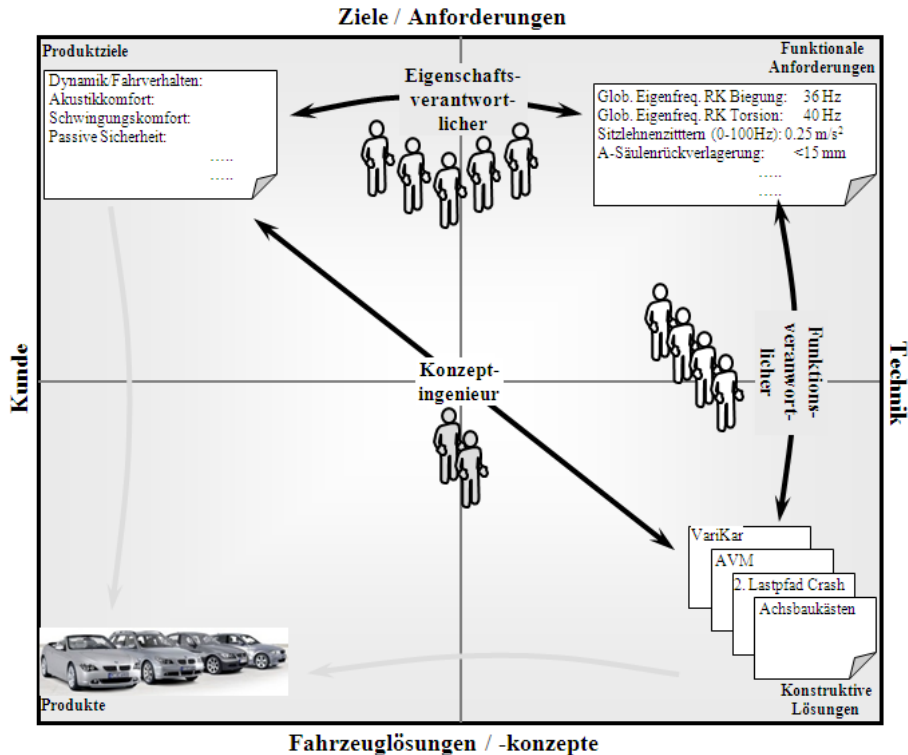 Ziele / Anforderungen
Produktziele
Dynamik/Fahrverhalten:
Akustikkomfort:
Schwingungskomfort:
Passive Sicherheit:
.....
.....
Eigenschafts-
verantwort-
licher
Funktionale
Anforderungen
Glob. Eigenfreq. RK Biegung: 36 Hz
Glob. Eigenfreq. RK Torsion: 40 Hz
Sitzlehnenzitttern (0-100Hz): 0.25 m/s²
A-Säulenrückverlagerung: <15 mm
.....
.....
Kunde
Konzept-
ingenieur
Funktions-
veranwort-
licher
Technik
VariKar
AVM
2. Lastpfad Crash
Achsbaukästen
Produkte
Konstruktive
Lösungen
Fahrzeuglösungen / -konzepte